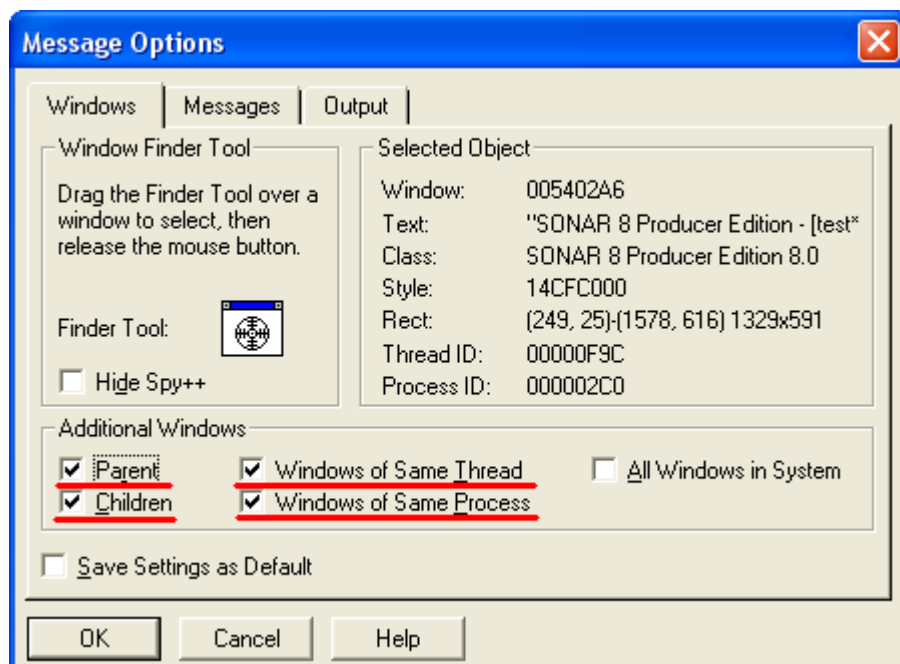 Message Options
Windows Messages Output
Window Finder Tool
Drag the Finder Tool over a
window to select, then
release the mouse button.
Finder Tool:
Hide Spy++
Selected Object
Window: 005402A6
Text: "SONAR 8 Producer Edition - [test*
Class: SONAR 8 Producer Edition 8.0
Style: 14CFC000
Rect: (249, 25)-(1578, 616) 1329x591
Thread ID: 00000F9C
Process ID: 000002C0
Additional Windows
Parent Windows of Same Thread All Windows in System
Children Windows of Same Process
Save Settings as Default
OK Cancel Help